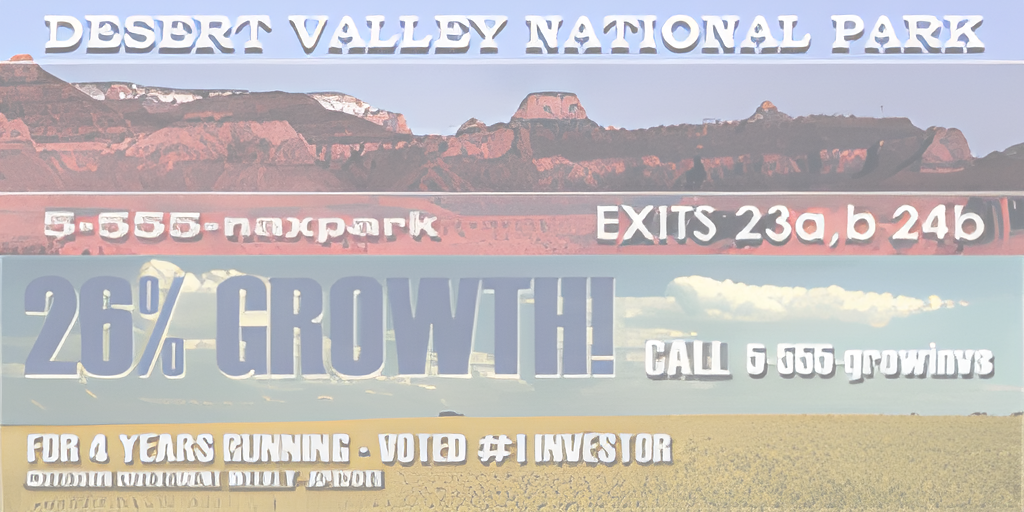 DESERT VALLEY NATIONAL PARK
5-555-naxpark EXITS 23a,b 24b
26% GROWTH!
CALL 5-555-growinvs
FOR 4 YEARS RUNNING · VOTED #1 INVESTOR